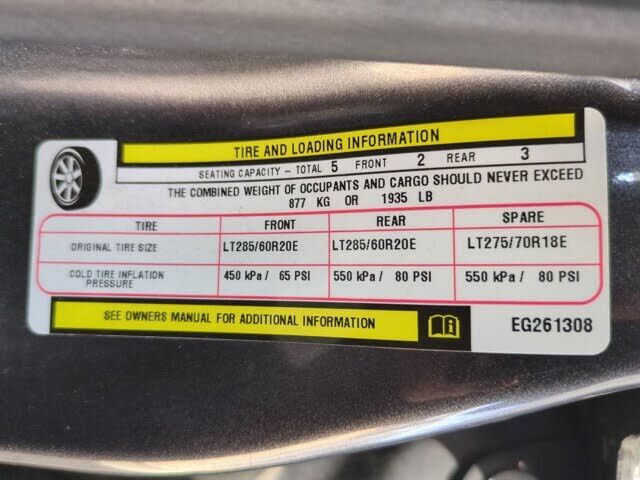 TIRE AND LOADING INFORMATION
SEATING CAPACITY - TOTAL 5 FRONT 2 REAR 3
THE COMBINED WEIGHT OF OCCUPANTS AND CARGO SHOULD NEVER EXCEED
877 KG OR 1935 LB
TIRE FRONT REAR SPARE
ORIGINAL TIRE SIZE LT285/60R20E LT285/60R20E LT275/70R18E
COLD TIRE INFLATION PRESSURE 450 kPa / 65 PSI 550 kPa / 80 PSI 550 kPa / 80 PSI
SEE OWNERS MANUAL FOR ADDITIONAL INFORMATION EG261308